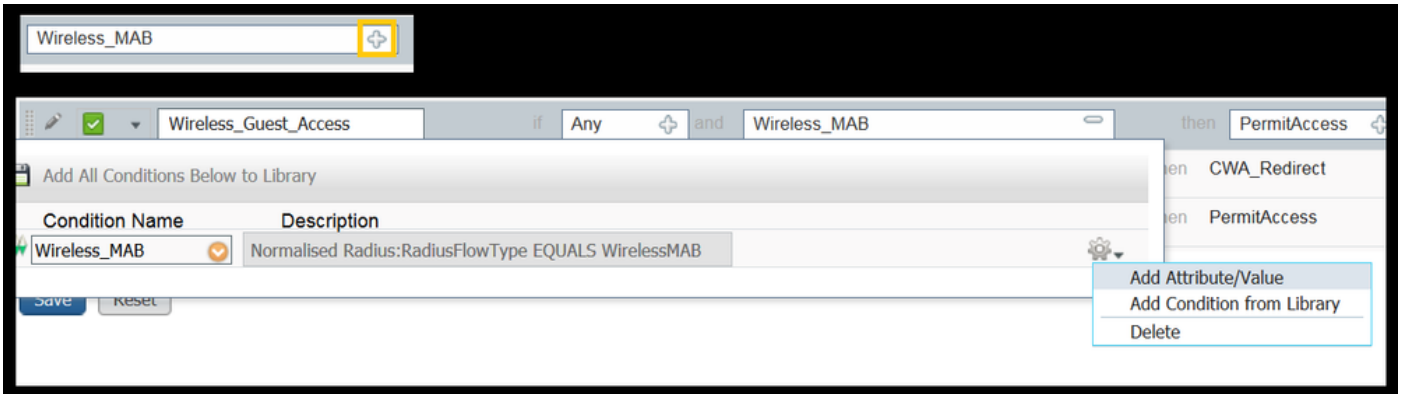 Wireless_MAB
Wireless_Guest_Access if Any and Wireless_MAB then PermitAccess
Add All Conditions Below to Library
CWA_Redirect
Condition Name Description
PermitAccess
Wireless_MAB Normalised Radius:RadiusFlowType EQUALS WirelessMAB
Add Attribute/Value
Add Condition from Library
Delete
Save Reset